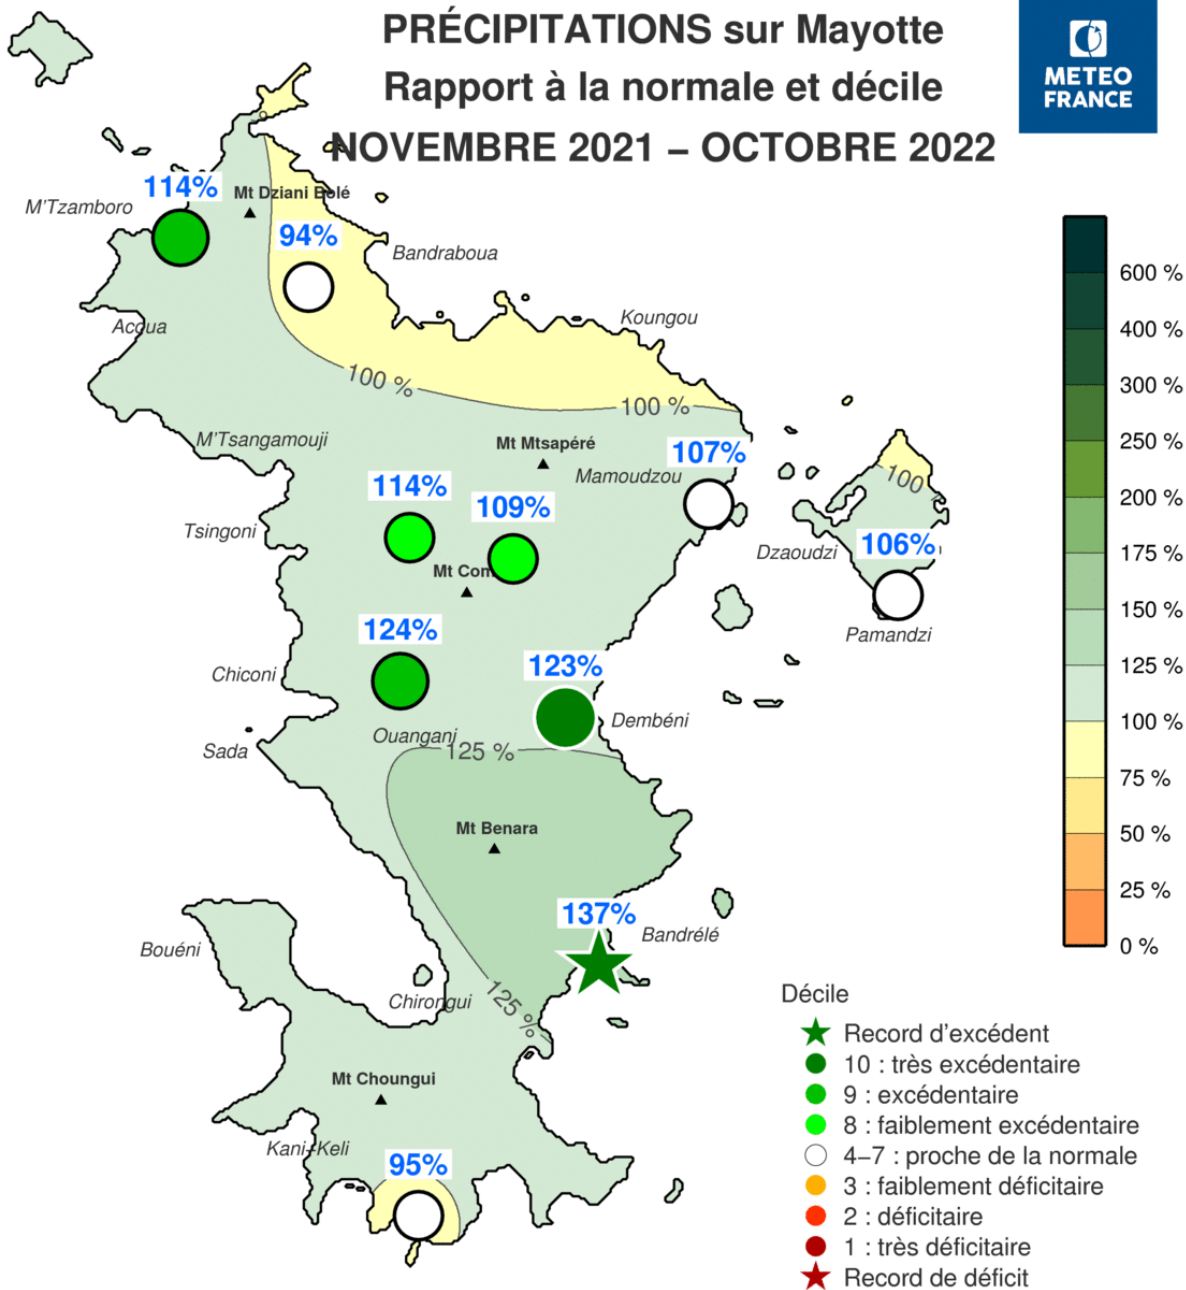 PRÉCIPITATIONS sur Mayotte
Rapport à la normale et décile
NOVEMBRE 2021 – OCTOBRE 2022
METEO
FRANCE
114%
Mt Dziani Bolé
M'Tzamboro
94%
Bandraboua
Koungou
Acoua
100 %
100 %
M'Tsangamouji
Mt Mtsapéré
107%
Mamoudzou
100
114%
109%
Tsingoni
Dzaoudzi
106%
Mt Com
Pamandzi
124%
123%
Chiconi
Dembéni
Ouangani
Sada
125 %
Mt Benara
137%
Bandrélé
Bouéni
Chirongui
125 %
Mt Choungui
Kani-Keli
95%
600 %
400 %
300 %
250 %
200 %
175 %
150 %
125 %
100 %
75 %
50 %
25 %
0 %
Décile
Record d'excédent
10 : très excédentaire
9 : excédentaire
8 : faiblement excédentaire
4–7 : proche de la normale
3 : faiblement déficitaire
2 : déficitaire
1 : très déficitaire
Record de déficit